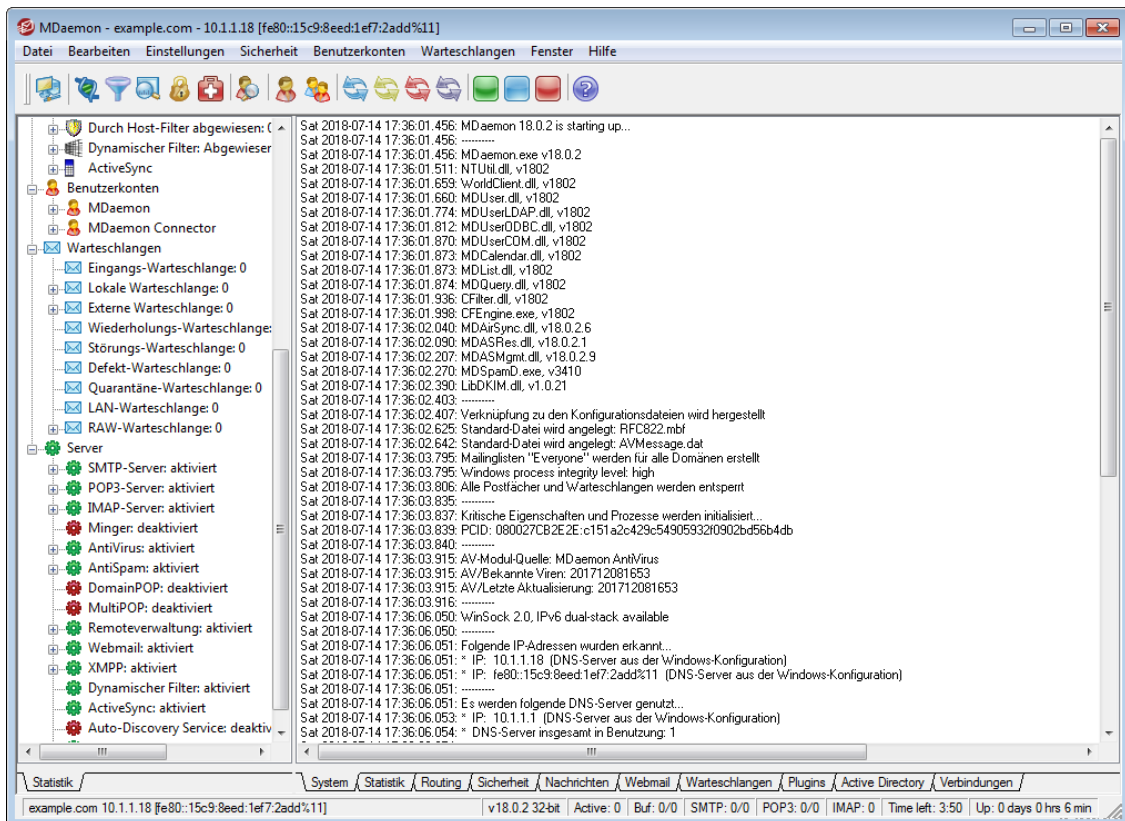 MDaemon - example.com - 10.1.1.18 [fe80::15c9:8eed:1ef7:2add%11]
Datei Bearbeiten Einstellungen Sicherheit Benutzerkonten Warteschlangen Fenster Hilfe
Durch Host-Filter abgewiesen:
Dynamischer Filter: Abgewiesen
ActiveSync
Benutzerkonten
MDaemon
MDaemon Connector
Warteschlangen
Eingangs-Warteschlange: 0
Lokale Warteschlange: 0
Externe Warteschlange: 0
Wiederholungs-Warteschlange:
Störungs-Warteschlange: 0
Defekt-Warteschlange: 0
Quarantäne-Warteschlange: 0
LAN-Warteschlange: 0
RAW-Warteschlange: 0
Server
SMTP-Server: aktiviert
POP3-Server: aktiviert
IMAP-Server: aktiviert
Minger: deaktiviert
AntiVirus: aktiviert
AntiSpam: aktiviert
DomainPOP: deaktiviert
MultiPOP: deaktiviert
Remoteverwaltung: aktiviert
Webmail: aktiviert
XMPP: aktiviert
Dynamischer Filter: aktiviert
ActiveSync: aktiviert
Auto-Discovery Service: deaktiv
Statistik
Sat 2018-07-14 17:36:01.456: MDaemon 18.0.2 is starting up...
Sat 2018-07-14 17:36:01.456: ----------
Sat 2018-07-14 17:36:01.456: MDaemon.exe v18.0.2
Sat 2018-07-14 17:36:01.511: NTUtil.dll, v1802
Sat 2018-07-14 17:36:01.659: WorldClient.dll, v1802
Sat 2018-07-14 17:36:01.660: MDUser.dll, v1802
Sat 2018-07-14 17:36:01.774: MDUserLDAP.dll, v1802
Sat 2018-07-14 17:36:01.812: MDUserODBC.dll, v1802
Sat 2018-07-14 17:36:01.870: MDUserCOM.dll, v1802
Sat 2018-07-14 17:36:01.873: MDCalendar.dll, v1802
Sat 2018-07-14 17:36:01.873: MDList.dll, v1802
Sat 2018-07-14 17:36:01.874: MDQuery.dll, v1802
Sat 2018-07-14 17:36:01.936: CFilter.dll, v1802
Sat 2018-07-14 17:36:01.998: CFEngine.exe, v1802
Sat 2018-07-14 17:36:02.040: MDAirSync.dll, v18.0.2.6
Sat 2018-07-14 17:36:02.090: MDASRes.dll, v18.0.2.1
Sat 2018-07-14 17:36:02.207: MDASMgmt.dll, v18.0.2.9
Sat 2018-07-14 17:36:02.270: MDSpamD.exe, v3410
Sat 2018-07-14 17:36:02.390: LibDKIM.dll, v1.0.21
Sat 2018-07-14 17:36:02.403: ----------
Sat 2018-07-14 17:36:02.407: Verknüpfung zu den Konfigurationsdateien wird hergestellt
Sat 2018-07-14 17:36:02.625: Standard-Datei wird angelegt: RFC822.mbf
Sat 2018-07-14 17:36:02.642: Standard-Datei wird angelegt: AVMessage.dat
Sat 2018-07-14 17:36:03.795: Mailinglisten "Everyone" werden für alle Domänen erstellt
Sat 2018-07-14 17:36:03.795: Windows process integrity level: high
Sat 2018-07-14 17:36:03.806: Alle Postfächer und Warteschlangen werden entsperrt
Sat 2018-07-14 17:36:03.835: ----------
Sat 2018-07-14 17:36:03.837: Kritische Eigenschaften und Prozesse werden initialisiert...
Sat 2018-07-14 17:36:03.839: PCID: 080027CB2E2E:c151a2c429c54905932f0902bd56b4db
Sat 2018-07-14 17:36:03.840: ----------
Sat 2018-07-14 17:36:03.915: AV-Modul-Quelle: MDaemon AntiVirus
Sat 2018-07-14 17:36:03.915: AV/Bekannte Viren: 201712081653
Sat 2018-07-14 17:36:03.915: AV/Letzte Aktualisierung: 201712081653
Sat 2018-07-14 17:36:03.916: ----------
Sat 2018-07-14 17:36:06.050: WinSock 2.0, IPv6 dual-stack available
Sat 2018-07-14 17:36:06.050: ----------
Sat 2018-07-14 17:36:06.051: Folgende IP-Adressen wurden erkannt...
Sat 2018-07-14 17:36:06.051: * IP: 10.1.1.18 (DNS-Server aus der Windows-Konfiguration)
Sat 2018-07-14 17:36:06.051: * IP: fe80::15c9:8eed:1ef7:2add%11 (DNS-Server aus der Windows-Konfiguration)
Sat 2018-07-14 17:36:06.051: ----------
Sat 2018-07-14 17:36:06.051: Es werden folgende DNS-Server genutzt...
Sat 2018-07-14 17:36:06.053: * IP: 10.1.1.1 (DNS-Server aus der Windows-Konfiguration)
Sat 2018-07-14 17:36:06.054: * DNS-Server insgesamt in Benutzung: 1
System Statistik Routing Sicherheit Nachrichten Webmail Warteschlangen Plugins Active Directory Verbindungen
example.com 10.1.1.18 [fe80::15c9:8eed:1ef7:2add%11] v18.0.2 32-bit Active: 0 Buf: 0/0 SMTP: 0/0 POP3: 0/0 IMAP: 0 Time left: 3:50 Up: 0 days 0 hrs 6 min